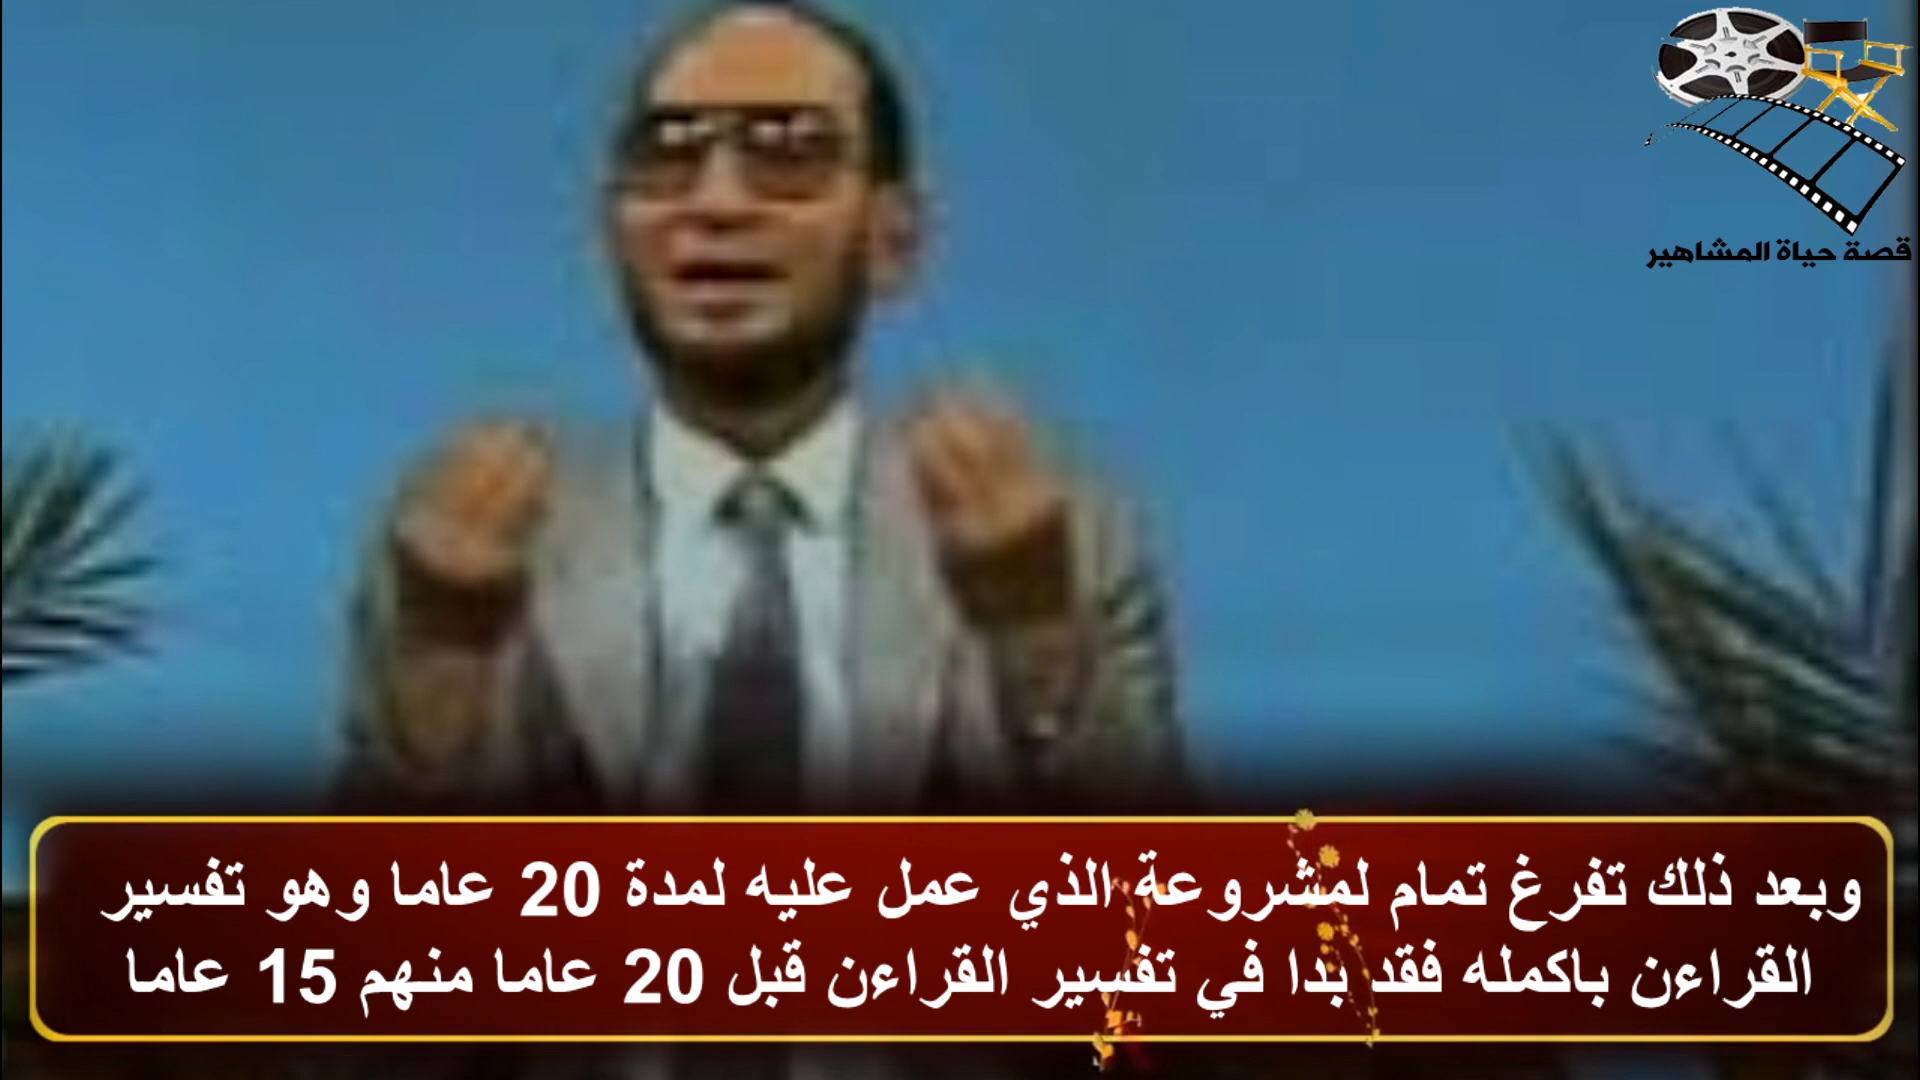 قصة حياة المشاهير
وبعد ذلك تفرغ تمام لمشروعة الذي عمل عليه لمدة 20 عاما وهو تفسير
القراءن باكمله فقد بدا في تفسير القراءن قبل 20 عاما منهم 15 عاما